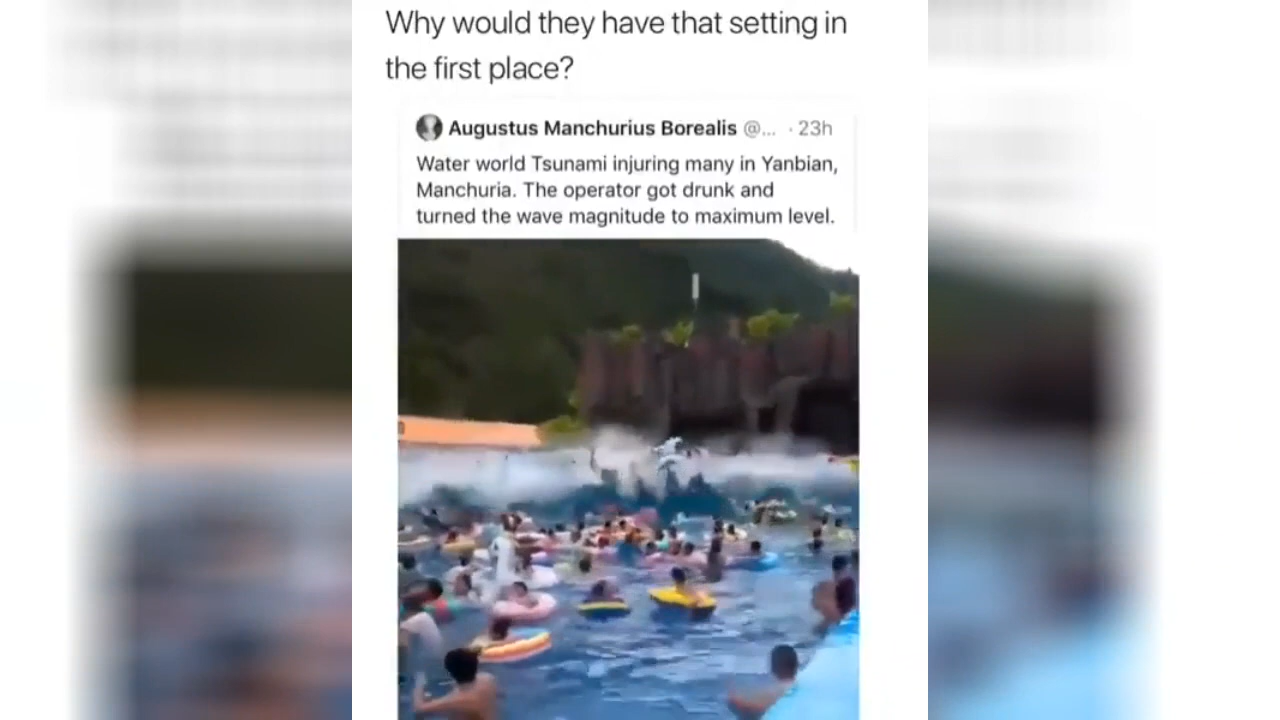 Why would they have that setting in
the first place?
Augustus Manchurius Borealis @... · 23h
Water world Tsunami injuring many in Yanbian,
Manchuria. The operator got drunk and
turned the wave magnitude to maximum level.